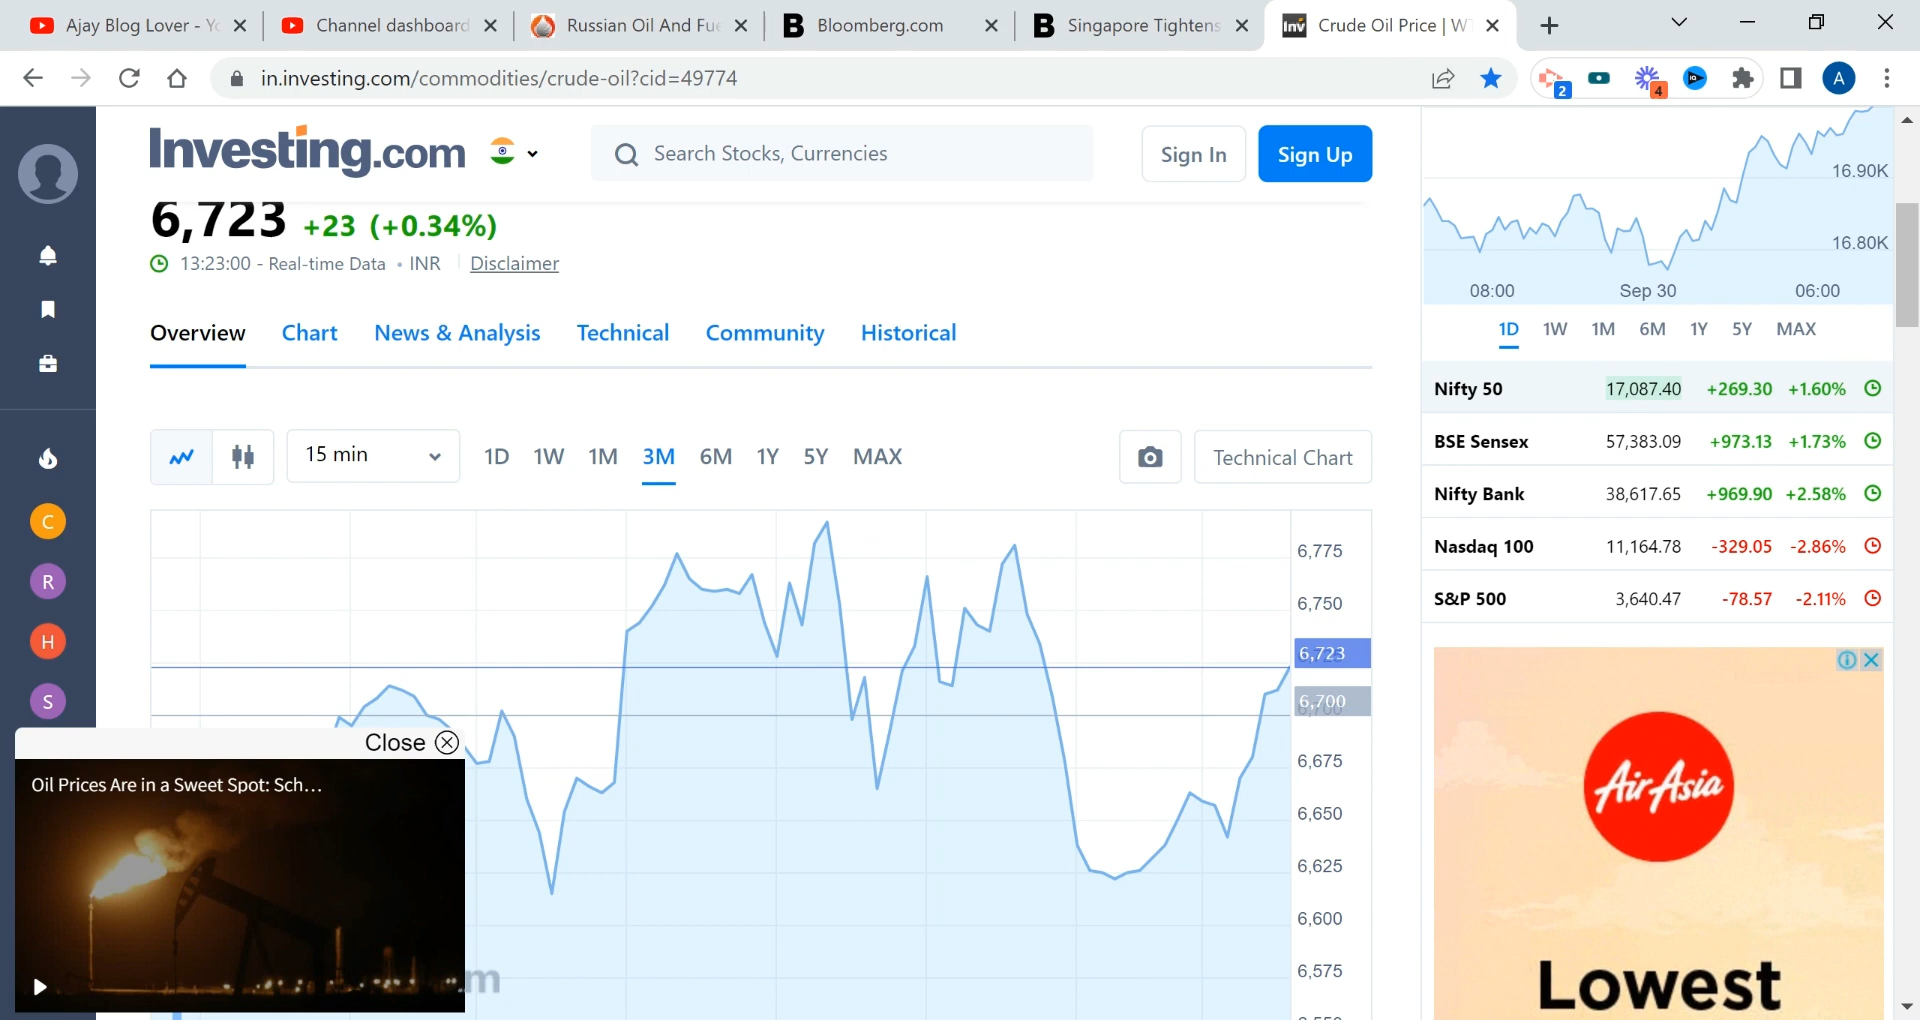 Ajay Blog Lover - Yo
Channel dashboard
Russian Oil And Fue
Bloomberg.com
Singapore Tightens
Crude Oil Price | WT
in.investing.com/commodities/crude-oil?cid=49774
2
4
A
Investing.com
Search Stocks, Currencies
Sign In
Sign Up
6,723 +23 (+0.34%)
13:23:00 - Real-time Data • INR
Disclaimer
Overview
Chart
News & Analysis
Technical
Community
Historical
15 min
1D 1W 1M 3M 6M 1Y 5Y MAX
Technical Chart
C
R
H
S
6,775
6,750
6,723
6,700
6,675
6,650
6,625
6,600
6,575
Close
Oil Prices Are in a Sweet Spot: Sch...
m
16.90K
16.80K
08:00 Sep 30 06:00
1D 1W 1M 6M 1Y 5Y MAX
Nifty 50 17,087.40 +269.30 +1.60%
BSE Sensex 57,383.09 +973.13 +1.73%
Nifty Bank 38,617.65 +969.90 +2.58%
Nasdaq 100 11,164.78 -329.05 -2.86%
S&P 500 3,640.47 -78.57 -2.11%
AirAsia
Lowest